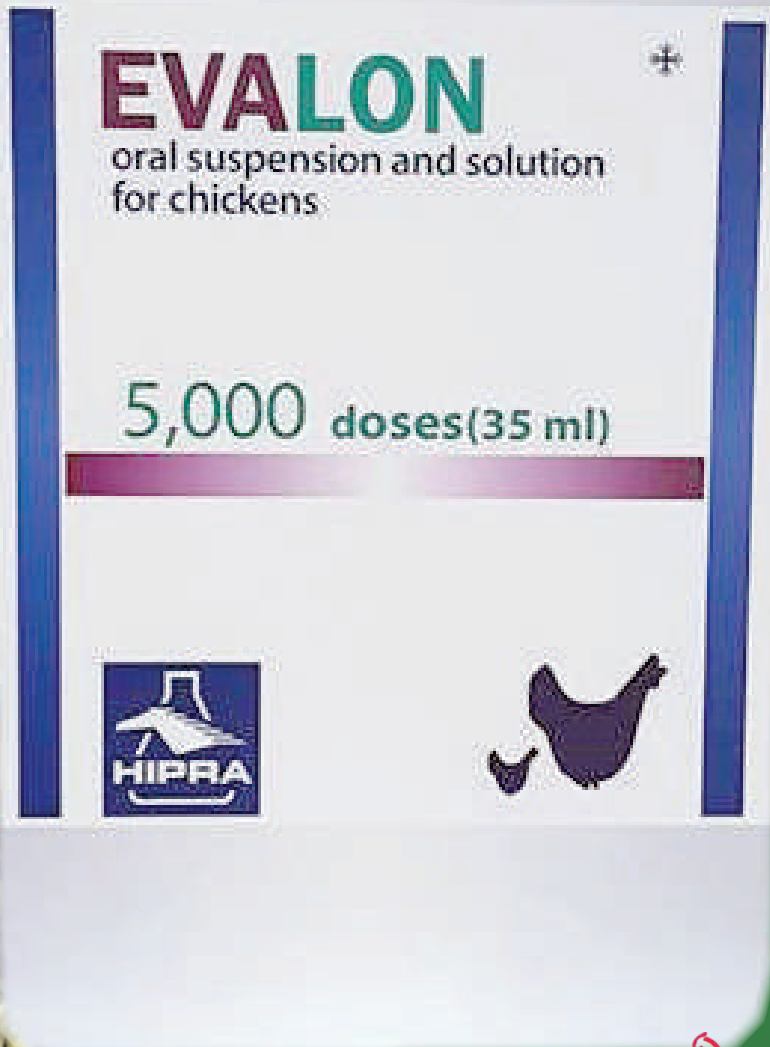 EVALON
oral suspension and solution
for chickens
5,000 doses(35 ml)
HIPRA